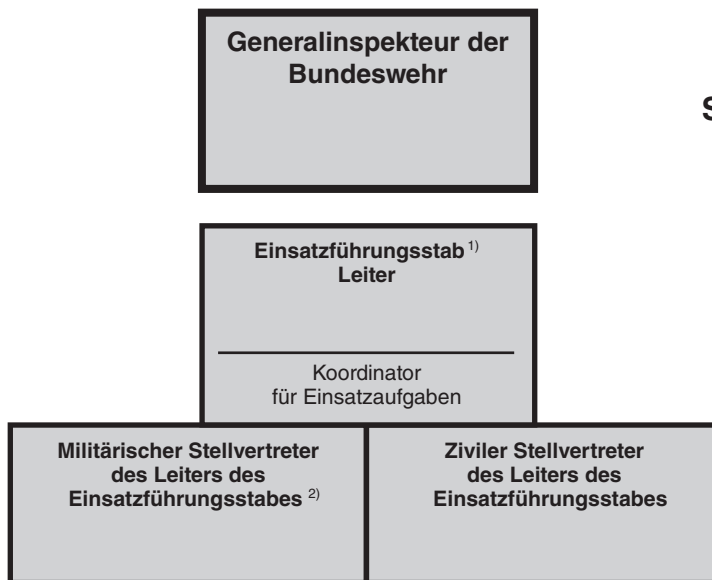 Generalinspekteur der
Bundeswehr
S
Einsatzführungsstab 1)
Leiter
Koordinator
für Einsatzaufgaben
Militärischer Stellvertreter
des Leiters des
Einsatzführungsstabes 2)
Ziviler Stellvertreter
des Leiters des
Einsatzführungsstabes